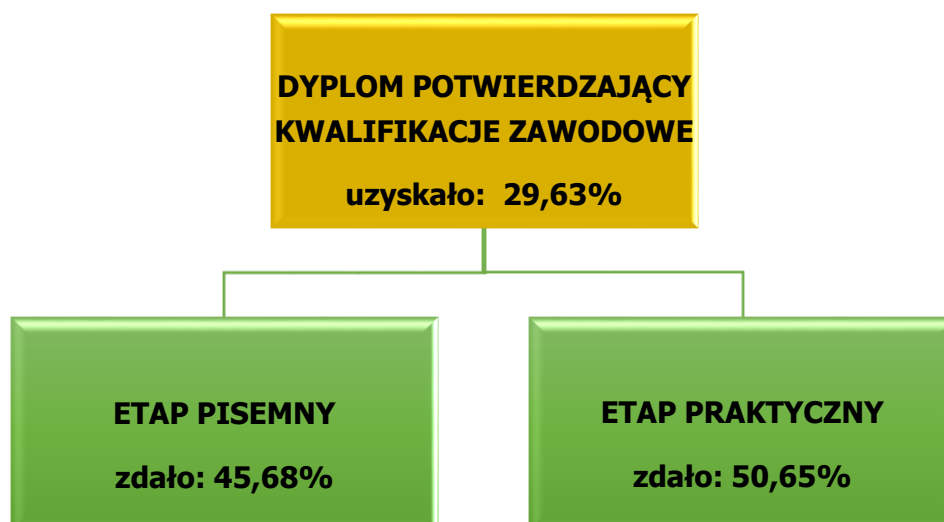 DYPLOM POTWIERDZAJĄCY
KWALIFIKACJE ZAWODOWE
uzyskało: 29,63%
ETAP PISEMNY
zdało: 45,68%
ETAP PRAKTYCZNY
zdało: 50,65%